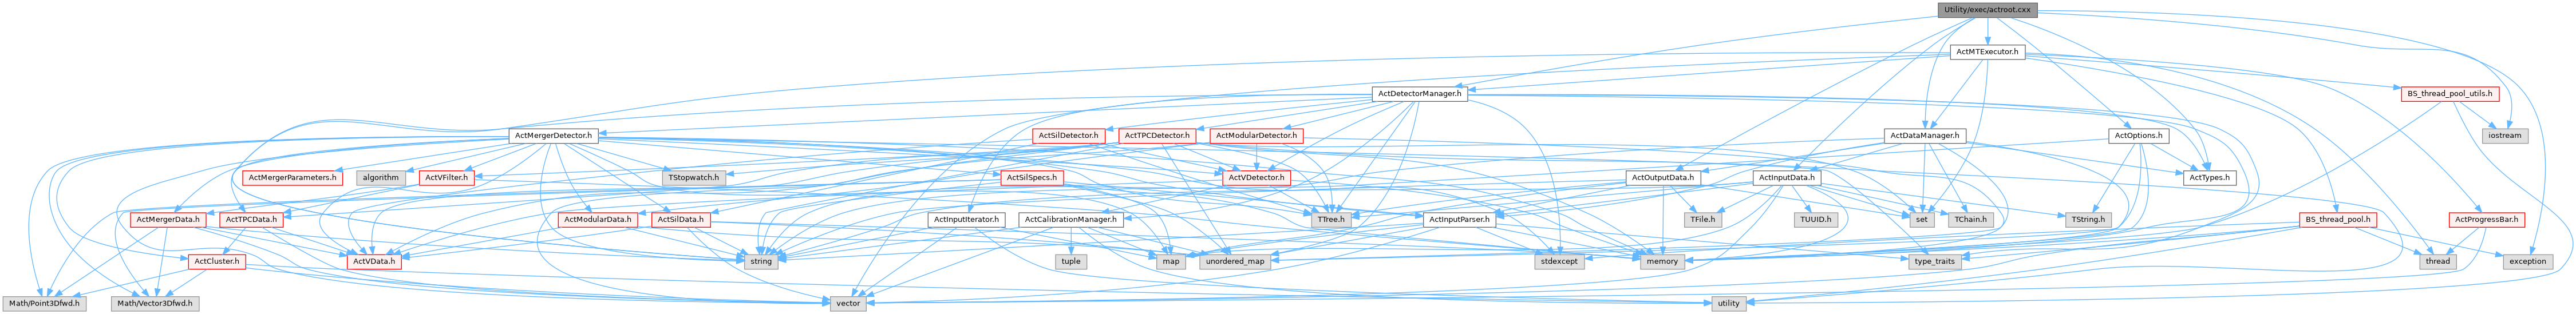 Utility/exec/actroot.cxx
ActMTExecutor.h
ActDetectorManager.h
BS_thread_pool_utils.h
ActMergerDetector.h
ActSilDetector.h
ActTPCDetector.h
ActModularDetector.h
ActDataManager.h
ActOptions.h
iostream
ActMergerParameters.h
algorithm
ActVFilter.h
TStopwatch.h
ActSilSpecs.h
ActVDetector.h
ActOutputData.h
ActInputData.h
ActTypes.h
ActMergerData.h
ActTPCData.h
ActModularData.h
ActSilData.h
ActInputIterator.h
ActCalibrationManager.h
TTree.h
ActInputParser.h
TFile.h
TUUID.h
set
TChain.h
TString.h
BS_thread_pool.h
ActProgressBar.h
ActCluster.h
ActVData.h
string
tuple
map
unordered_map
stdexcept
memory
type_traits
thread
exception
Math/Point3Dfwd.h
Math/Vector3Dfwd.h
vector
utility